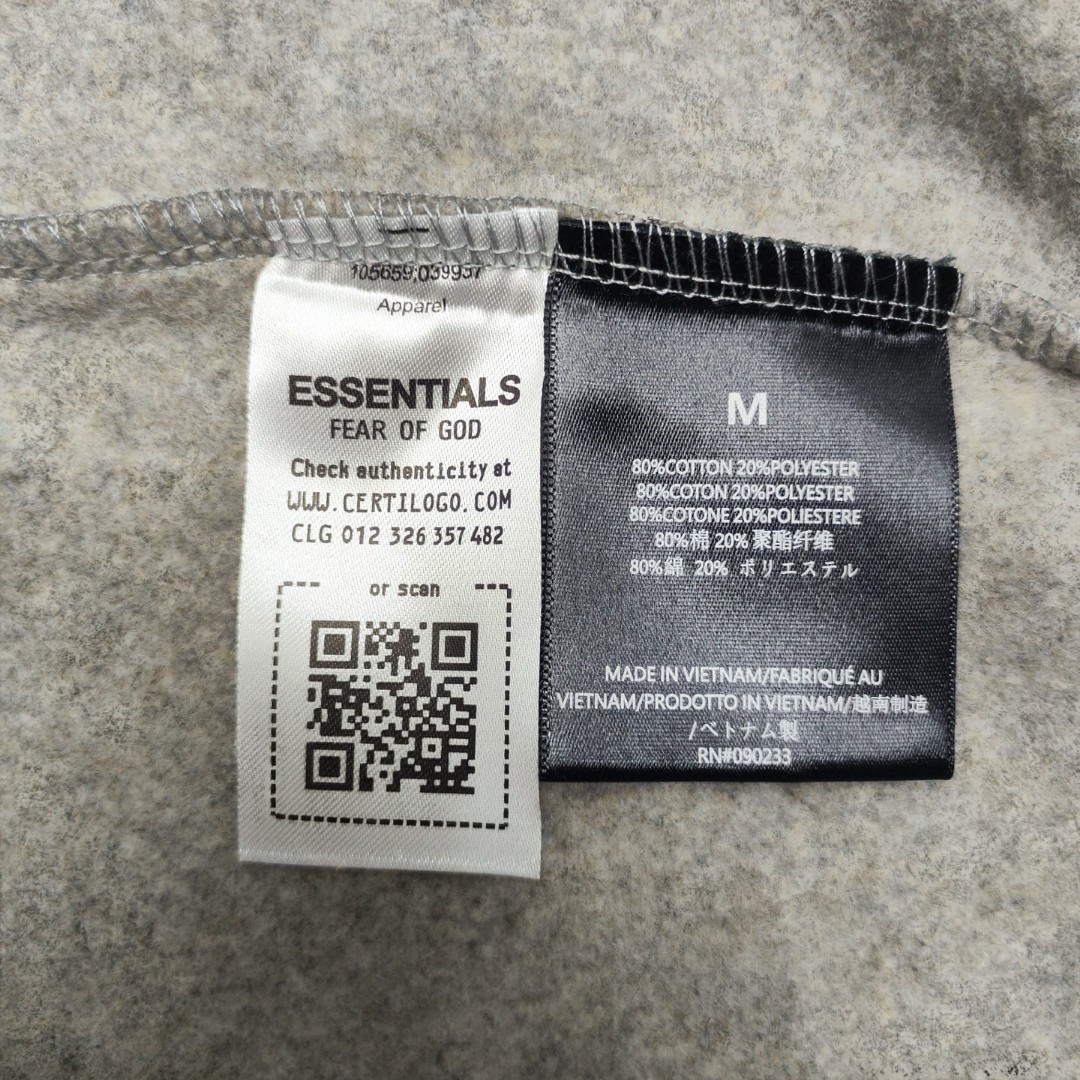 105659;039937
Apparel
ESSENTIALS
FEAR OF GOD
Check authenticity at
WWW.CERTILOGO.COM
CLG 012 326 357 482
or scan
M
80%COTTON 20%POLYESTER
80%COTON 20%POLYESTER
80%COTONE 20%POLIESTERE
80%棉 20%聚酯纤维
80%綿 20% ポリエステル
MADE IN VIETNAM/FABRIQUÉ AU
VIETNAM/PRODOTTO IN VIETNAM/越南制造
/ベトナム製
RN#090233